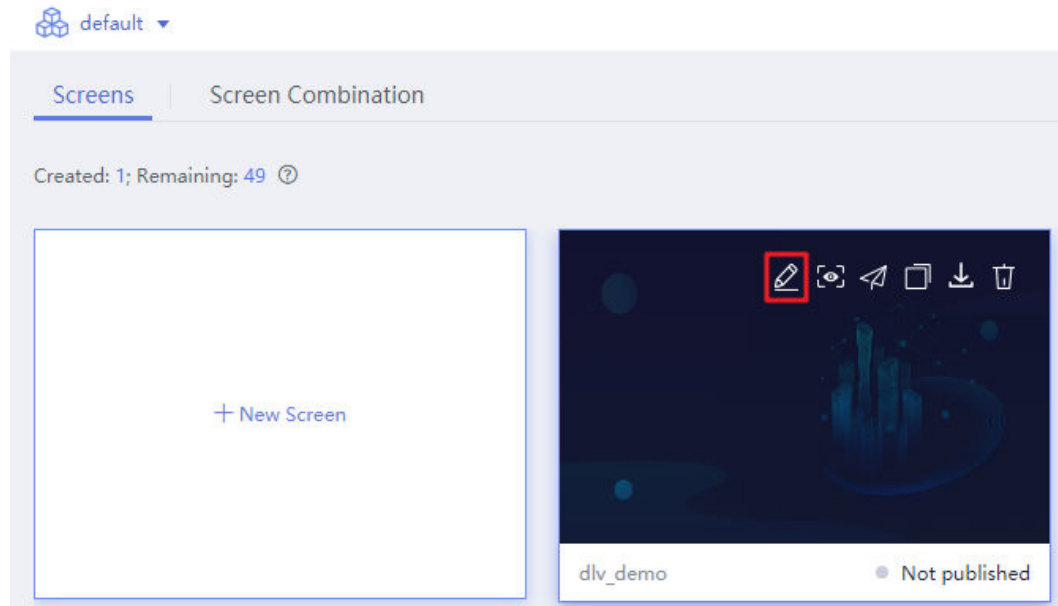 default
Screens
Screen Combination
Created: 1; Remaining: 49
+ New Screen
dlv_demo
Not published